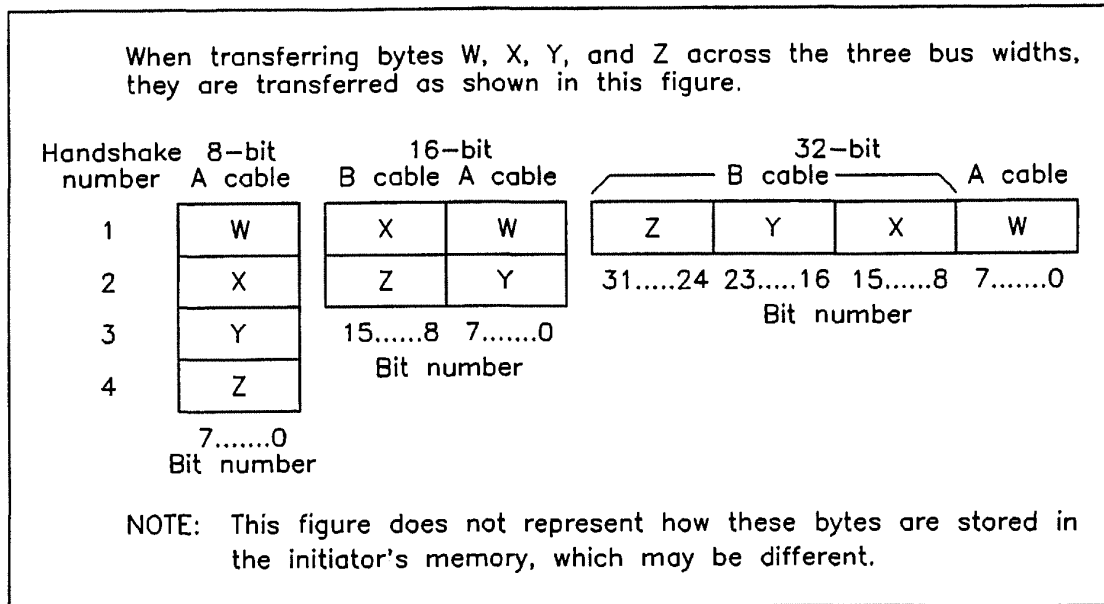 When transferring bytes W, X, Y, and Z across the three bus widths,
they are transferred as shown in this figure.
Handshake 8-bit 16-bit 32-bit
number A cable B cable A cable B cable A cable
1 W X W Z Y X W
2 X Z Y 31.....24 23.....16 15......8 7.......0
3 Y 15......8 7.......0 Bit number
4 Z Bit number
7.......0
Bit number
NOTE: This figure does not represent how these bytes are stored in
the initiator's memory, which may be different.